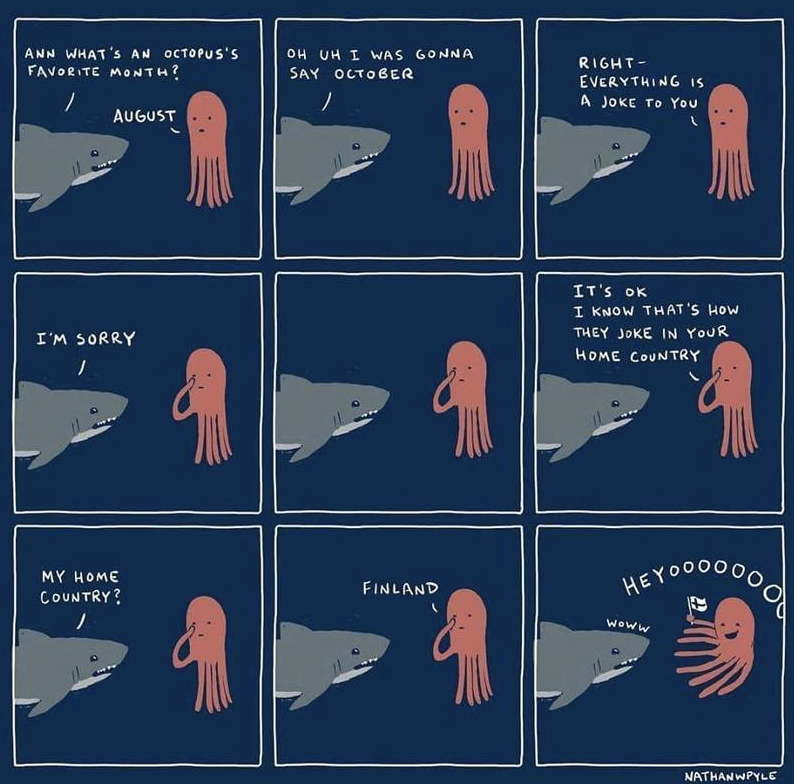 ANN WHAT'S AN OCTOPUS'S
FAVORITE MONTH?
AUGUST
OH UH I WAS GONNA
SAY OCTOBER
RIGHT-
EVERYTHING IS
A JOKE TO YOU
I'M SORRY
IT'S OK
I KNOW THAT'S HOW
THEY JOKE IN YOUR
HOME COUNTRY
MY HOME
COUNTRY?
FINLAND
HEYOOOOOOOO
WOWW
NATHANWPYLE